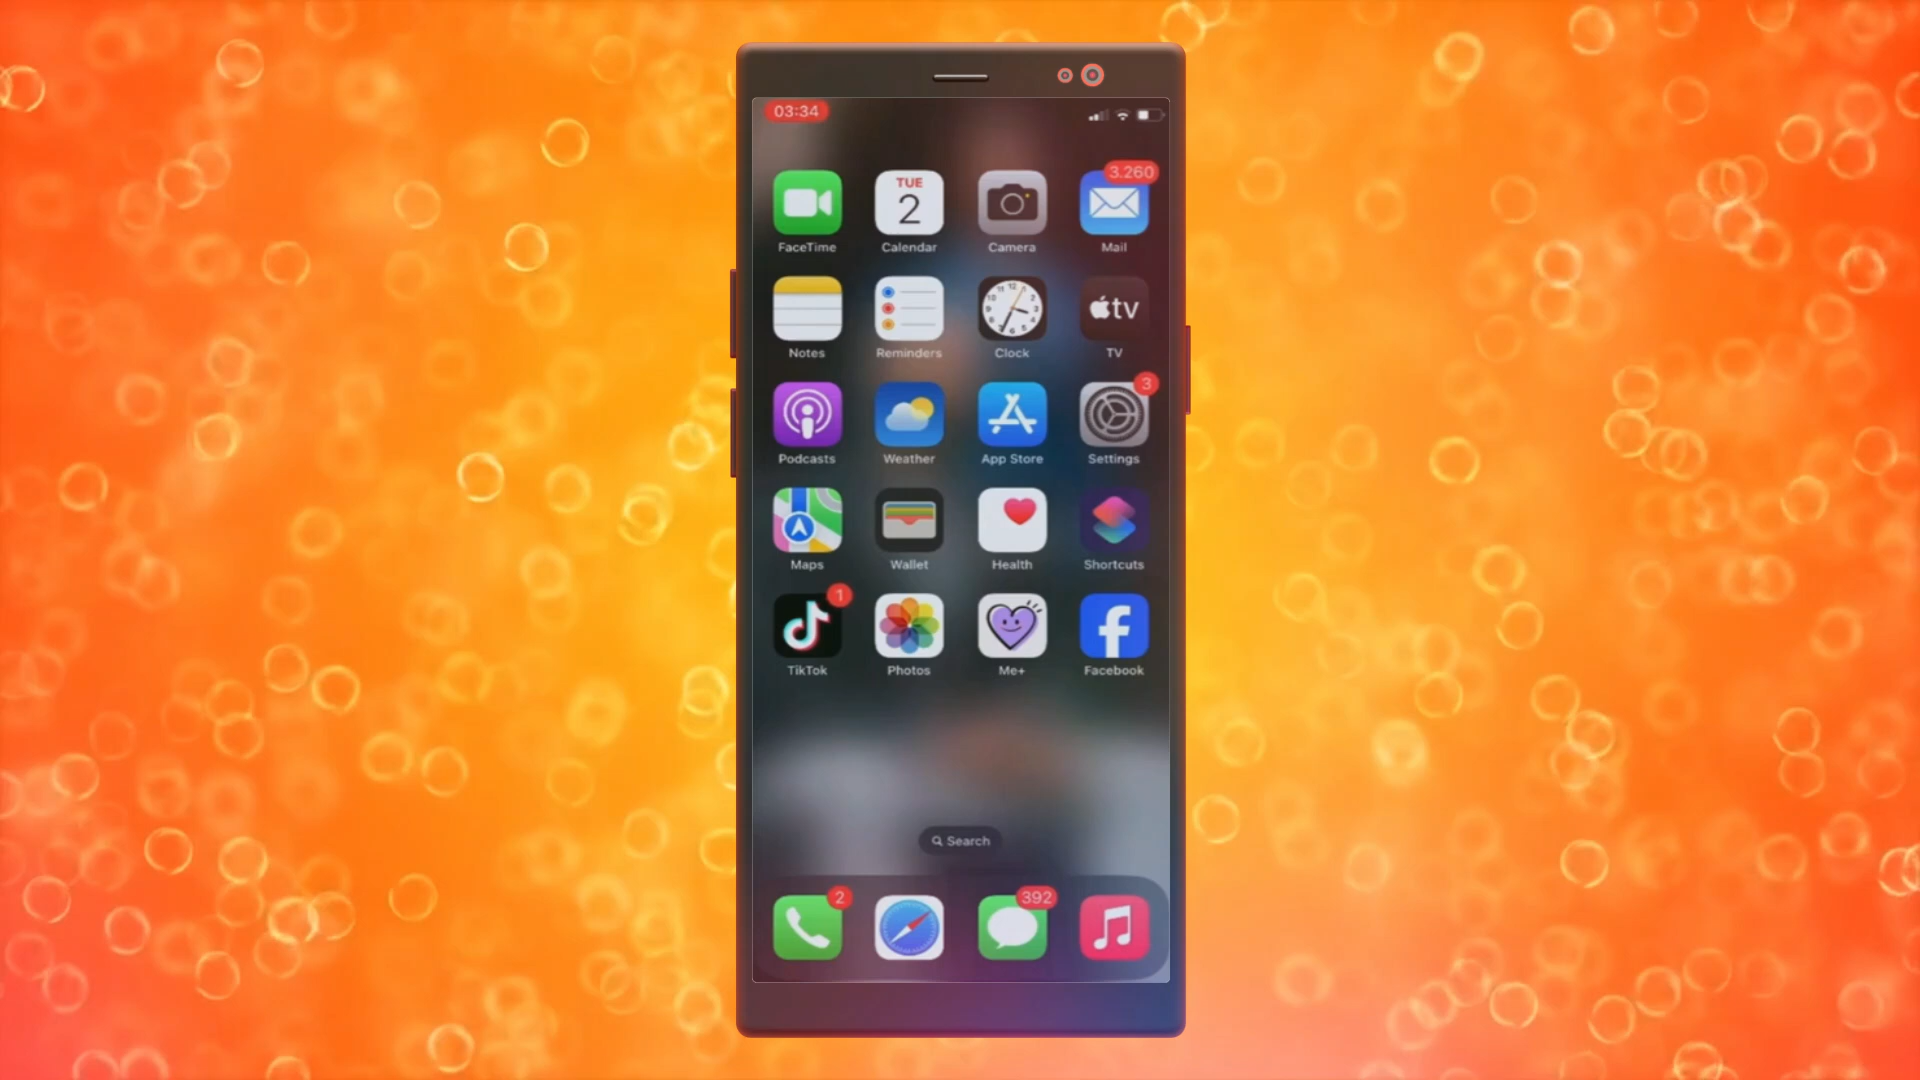 03:34
3.260
TUE
2
FaceTime Calendar Camera Mail
tv
Notes Reminders Clock TV
3
Podcasts Weather App Store Settings
Maps Wallet Health Shortcuts
1
TikTok Photos Me+ Facebook
Search
2 392